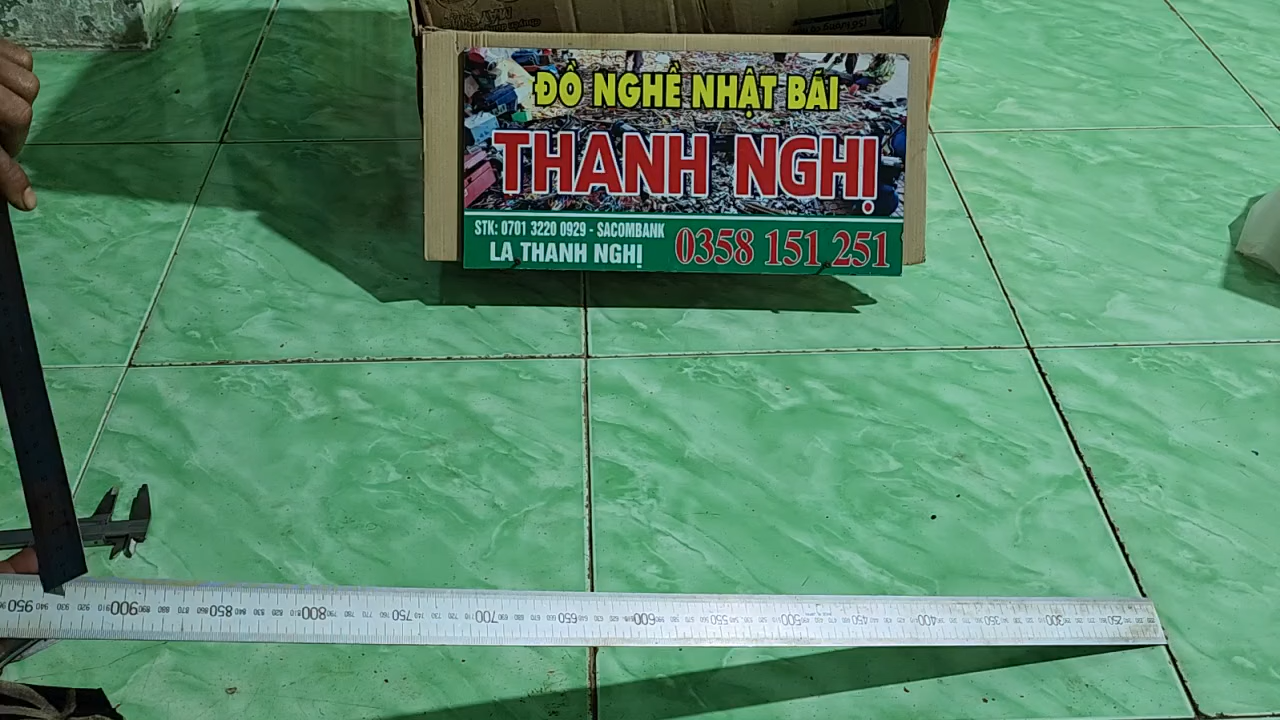 ĐỒ NGHỀ NHẬT BÃI
THANH NGHỊ
STK: 0701 3220 0929 - SACOMBANK
LA THANH NGHỊ
0358 151 251
950 900 850 800 750 700 650 600 550 500 450 400 350 300 250